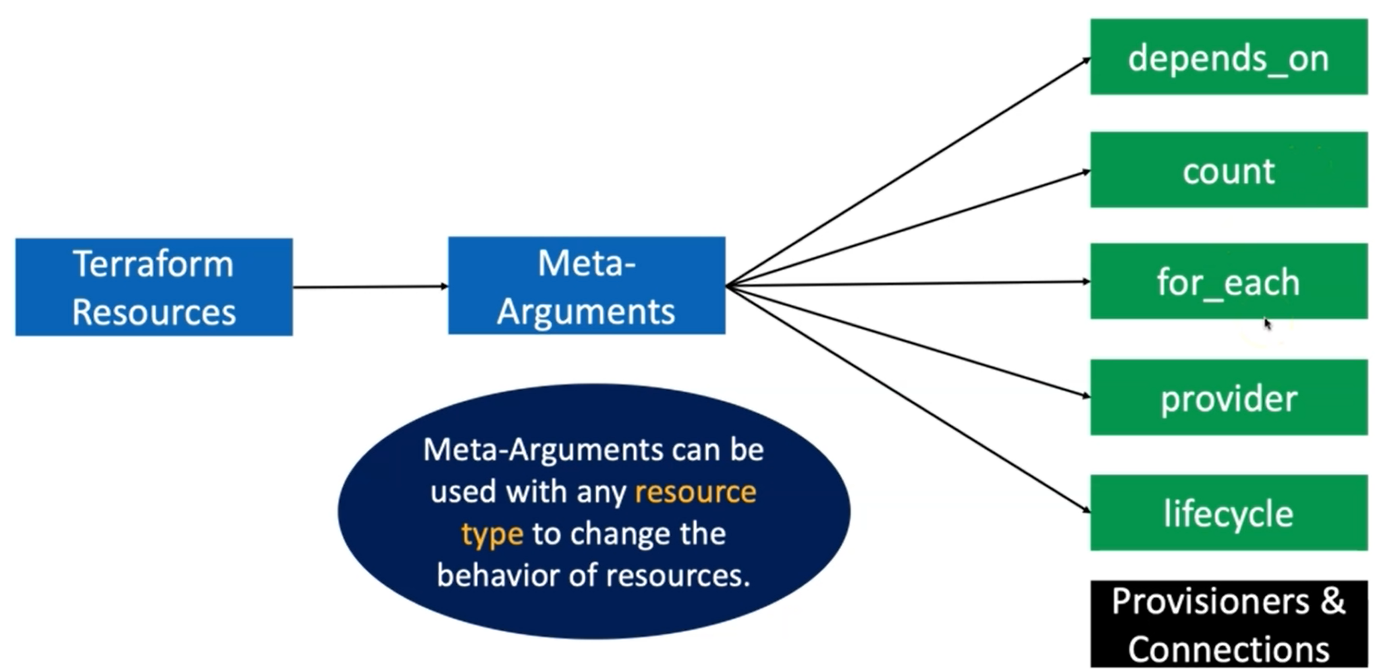 Terraform
Resources
Meta-
Arguments
depends_on
count
for_each
provider
lifecycle
Provisioners &
Connections
Meta-Arguments can be
used with any resource
type to change the
behavior of resources.